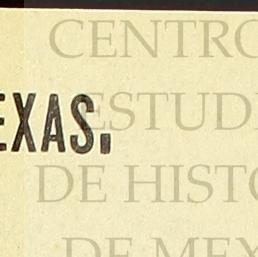 CENTRO
EXAS,
ESTUDI
DE HISTO
DE MEX